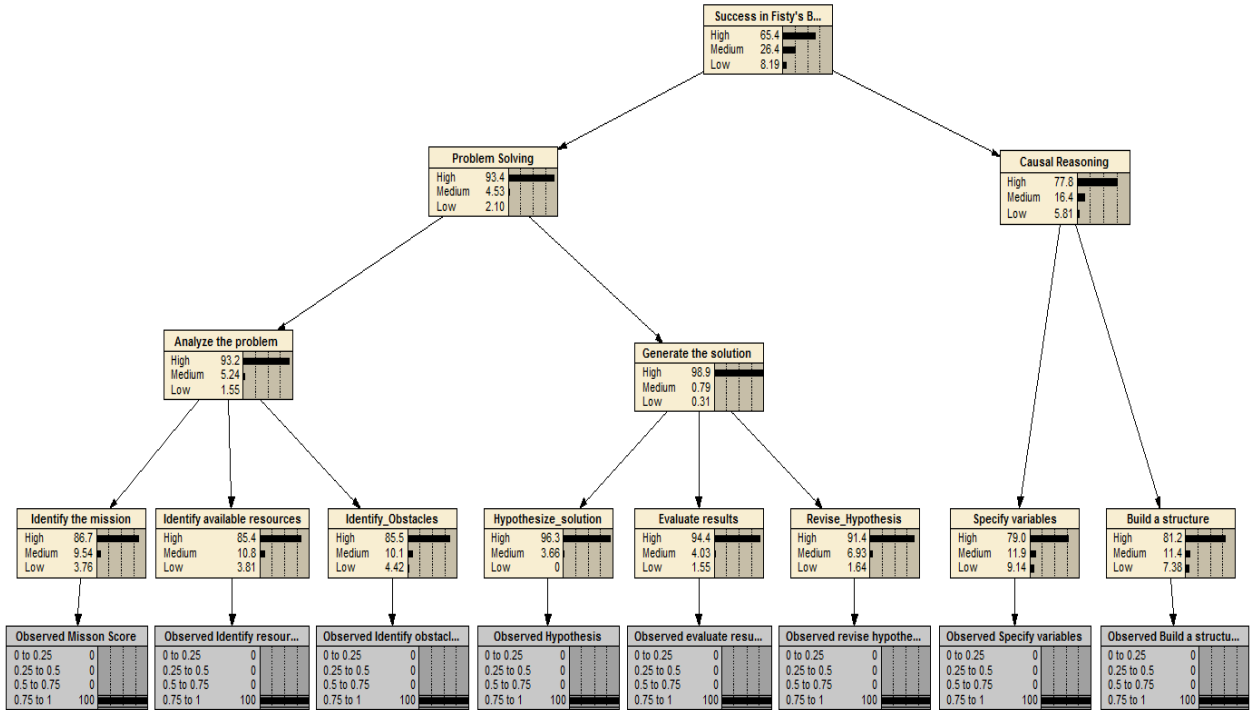 Success in Fisty's B...
High 65.4
Medium 26.4
Low 8.19
Problem Solving
High 93.4
Medium 4.53
Low 2.10
Causal Reasoning
High 77.8
Medium 16.4
Low 5.81
Analyze the problem
High 93.2
Medium 5.24
Low 1.55
Generate the solution
High 98.9
Medium 0.79
Low 0.31
Identify the mission
High 86.7
Medium 9.54
Low 3.76
Identify available resources
High 85.4
Medium 10.8
Low 3.81
Identify_Obstacles
High 85.5
Medium 10.1
Low 4.42
Hypothesize_solution
High 96.3
Medium 3.66
Low 0
Evaluate results
High 94.4
Medium 4.03
Low 1.55
Revise_Hypothesis
High 91.4
Medium 6.93
Low 1.64
Specify variables
High 79.0
Medium 11.9
Low 9.14
Build a structure
High 81.2
Medium 11.4
Low 7.38
Observed Misson Score
0 to 0.25 0
0.25 to 0.5 0
0.5 to 0.75 0
0.75 to 1 100
Observed Identify resour...
0 to 0.25 0
0.25 to 0.5 0
0.5 to 0.75 0
0.75 to 1 100
Observed Identify obstacl...
0 to 0.25 0
0.25 to 0.5 0
0.5 to 0.75 0
0.75 to 1 100
Observed Hypothesis
0 to 0.25 0
0.25 to 0.5 0
0.5 to 0.75 0
0.75 to 1 100
Observed evaluate resu...
0 to 0.25 0
0.25 to 0.5 0
0.5 to 0.75 0
0.75 to 1 100
Observed revise hypothe...
0 to 0.25 0
0.25 to 0.5 0
0.5 to 0.75 0
0.75 to 1 100
Observed Specify variables
0 to 0.25 0
0.25 to 0.5 0
0.5 to 0.75 0
0.75 to 1 100
Observed Build a structu...
0 to 0.25 0
0.25 to 0.5 0
0.5 to 0.75 0
0.75 to 1 100